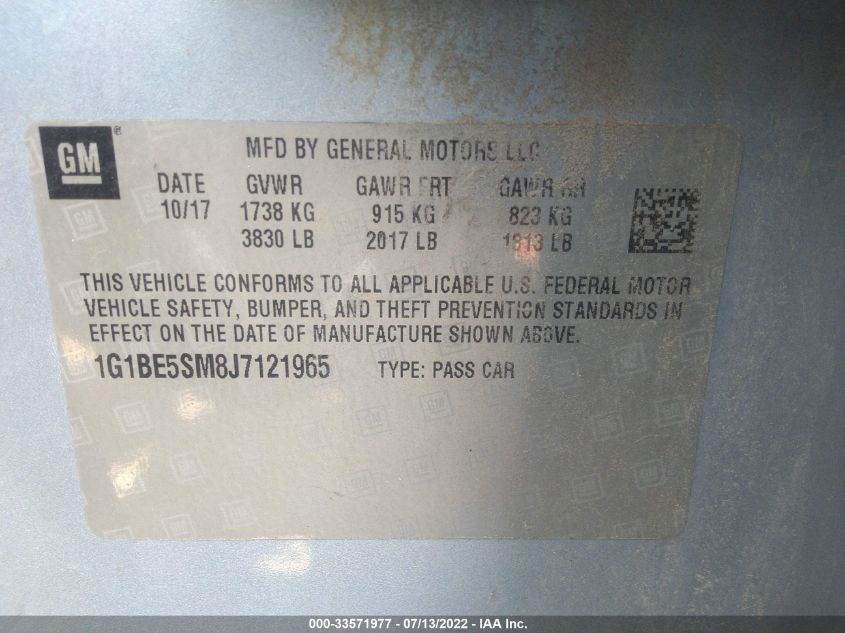 GM
MFD BY GENERAL MOTORS LLC
DATE GVWR GAWR FRT GAWR RR
10/17 1738 KG 915 KG 823 KG
3830 LB 2017 LB 1813 LB
THIS VEHICLE CONFORMS TO ALL APPLICABLE U.S. FEDERAL MOTOR
VEHICLE SAFETY, BUMPER, AND THEFT PREVENTION STANDARDS IN
EFFECT ON THE DATE OF MANUFACTURE SHOWN ABOVE.
1G1BE5SM8J7121965 TYPE: PASS CAR
000-33571977 - 07/13/2022 - IAA Inc.